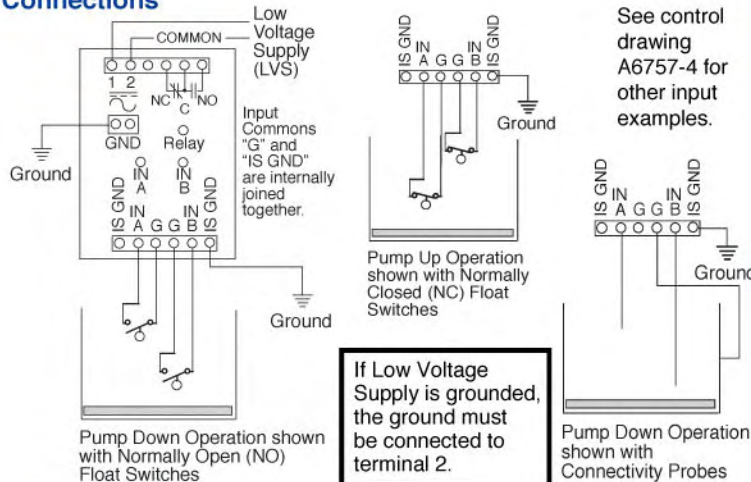 Connections
Low
Voltage
Supply
(LVS)
COMMON
1 2
NC
C
NO
GND
Relay
Ground
IN
A
IN
B
Input
Commons
"G" and
"IS GND"
are internally
joined
together.
IS GND
IN
A
G
G
IN
B
IS GND
Ground
Pump Down Operation shown
with Normally Open (NO)
Float Switches
IS GND
IN
A
G
G
IN
B
IS GND
Ground
Pump Up Operation
shown with Normally
Closed (NC) Float
Switches
If Low Voltage
Supply is grounded,
the ground must
be connected to
terminal 2.
See control
drawing
A6757-4 for
other input
examples.
IS GND
IN
A
G
G
IN
B
IS GND
Ground
Pump Down Operation
shown with
Connectivity Probes